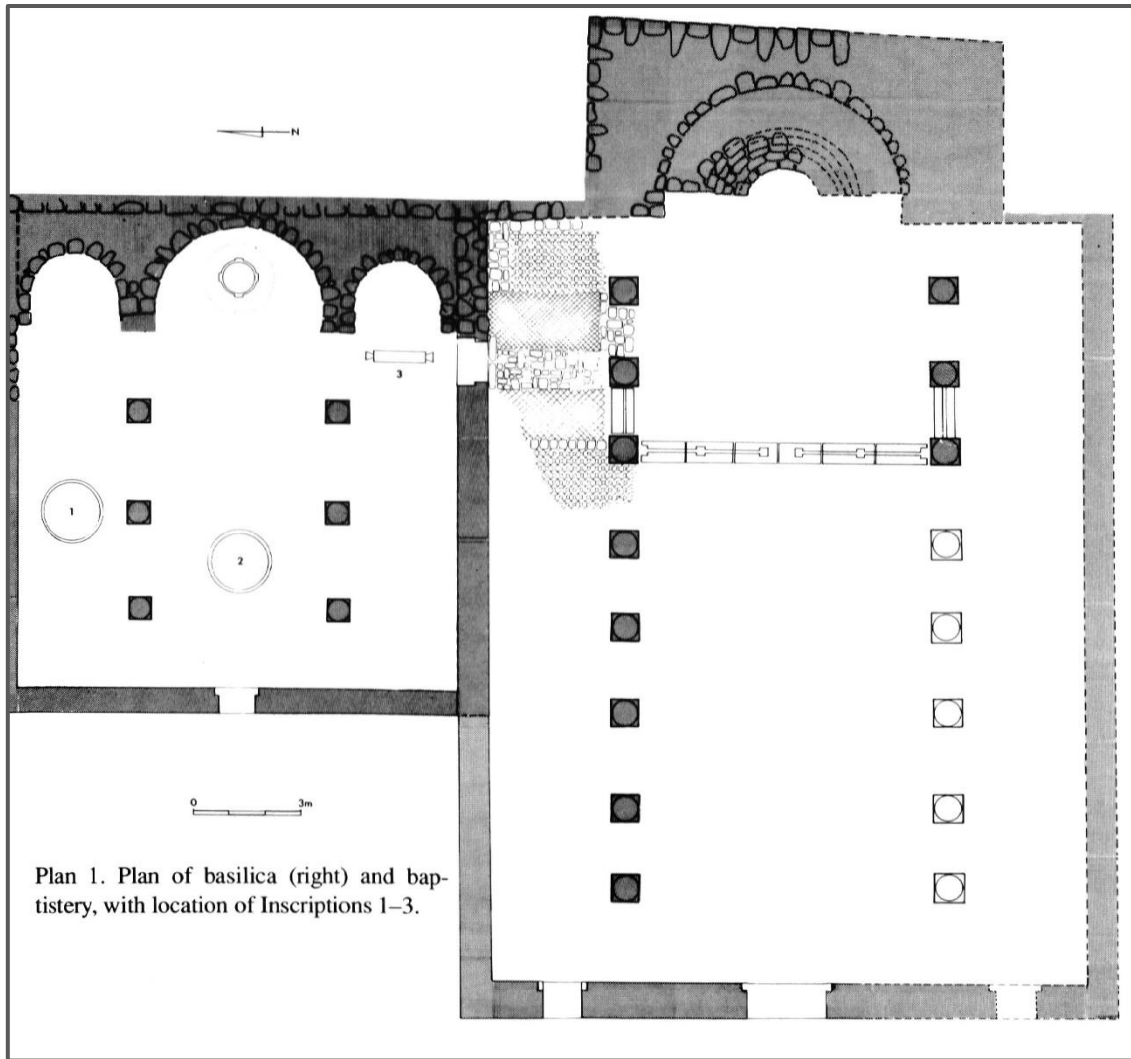 N
3
1
2
0 3m
Plan 1. Plan of basilica (right) and bap-
tistery, with location of Inscriptions 1–3.